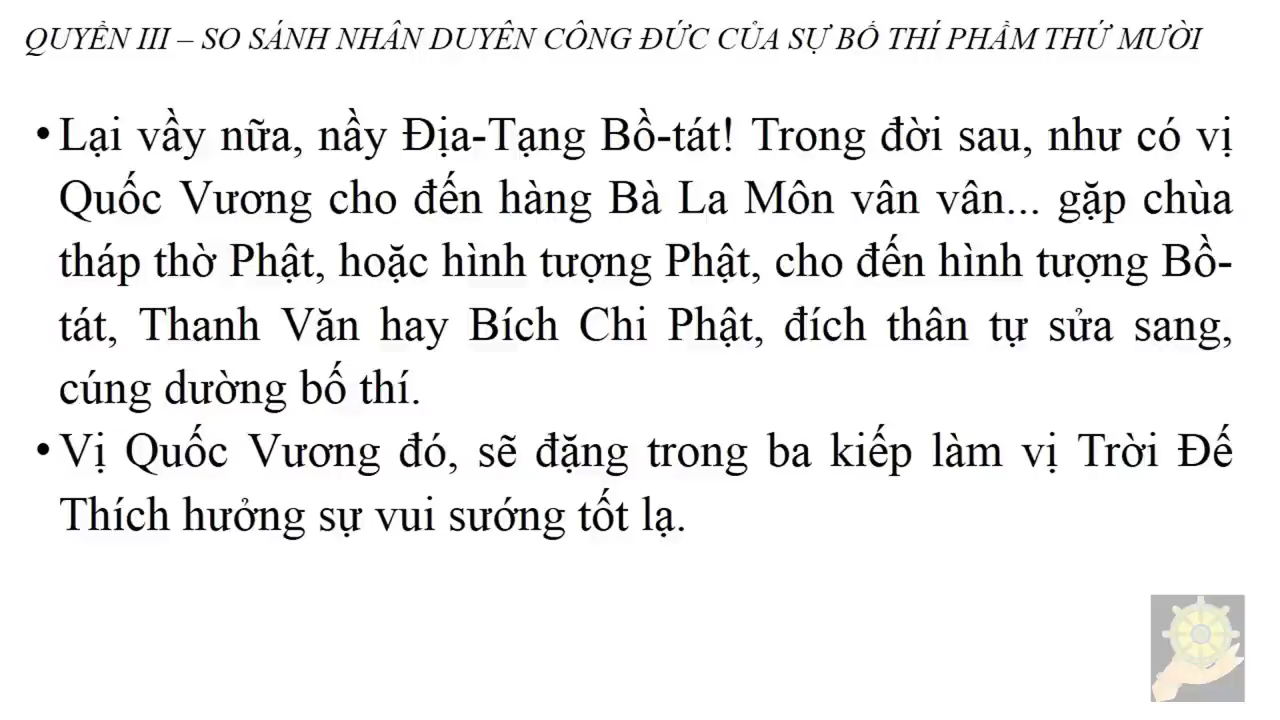 QUYỂN III – SO SÁNH NHÂN DUYÊN CÔNG ĐỨC CỦA SỰ BỐ THÍ PHẨM THỨ MƯỜI
• Lại vầy nữa, nầy Địa-Tạng Bồ-tát! Trong đời sau, như có vị
Quốc Vương cho đến hàng Bà La Môn vân vân... gặp chùa
tháp thờ Phật, hoặc hình tượng Phật, cho đến hình tượng Bồ-
tát, Thanh Văn hay Bích Chi Phật, đích thân tự sửa sang,
cúng dường bố thí.
• Vị Quốc Vương đó, sẽ đặng trong ba kiếp làm vị Trời Đế
Thích hưởng sự vui sướng tốt lạ.